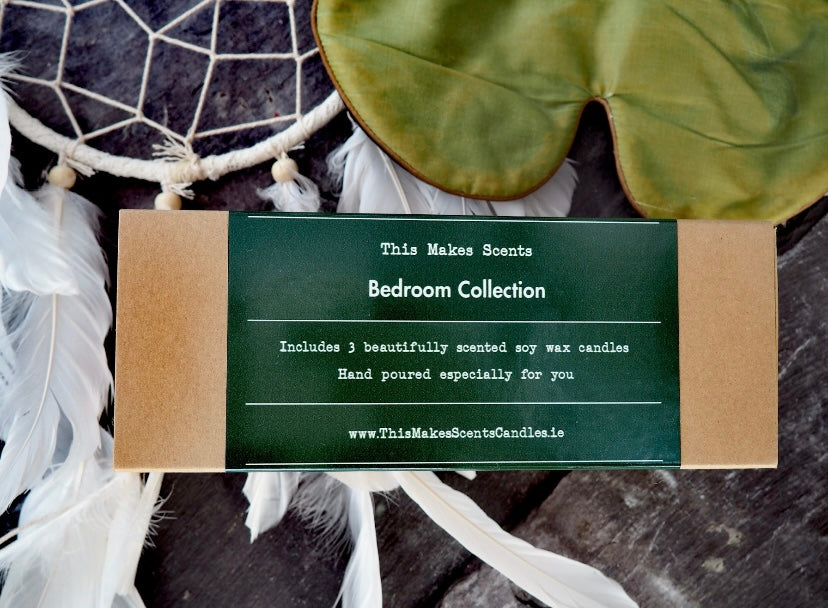 This Makes Scents
Bedroom Collection
Includes 3 beautifully scented soy wax candles
Hand poured especially for you
www.ThisMakesScentsCandles.ie